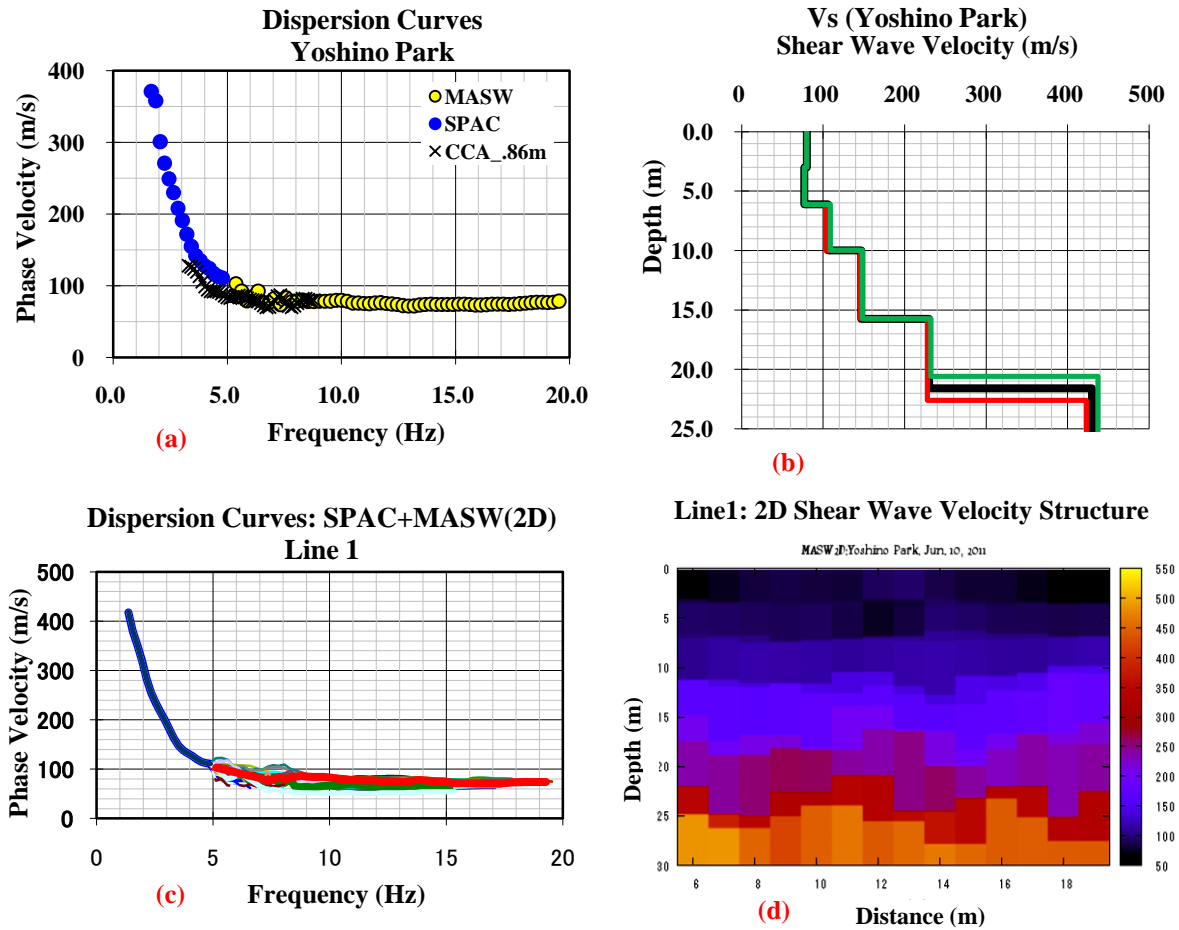 Dispersion Curves
Yoshino Park
400
300
200
100
0
Phase Velocity (m/s)
MASW
SPAC
CCA_.86m
0.0 5.0 10.0 15.0 20.0
Frequency (Hz)
(a)
Vs (Yoshino Park)
Shear Wave Velocity (m/s)
0 100 200 300 400 500
0.0
5.0
10.0
15.0
20.0
25.0
Depth (m)
(b)
Dispersion Curves: SPAC+MASW(2D)
Line 1
500
400
300
200
100
0
Phase Velocity (m/s)
0 5 10 15 20
Frequency (Hz)
(c)
Line1: 2D Shear Wave Velocity Structure
MASW2D:Yoshino Park, Jun, 10, 2011
0
5
10
15
20
25
30
Depth (m)
6 8 10 12 14 16 18
Distance (m)
550
500
450
400
350
300
250
200
150
100
50
(d)